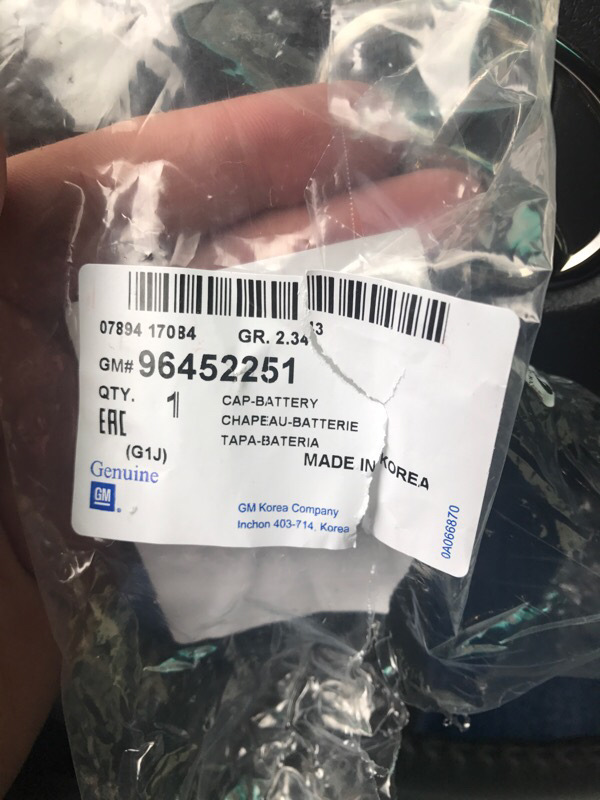 07894 17084 GR. 2.343
GM# 96452251
QTY. 1
EAC
CAP-BATTERY
CHAPEAU-BATTERIE
TAPA-BATERIA
(G1J)
MADE IN KOREA
Genuine
GM
GM Korea Company
Inchon 403-714, Korea
0A066870